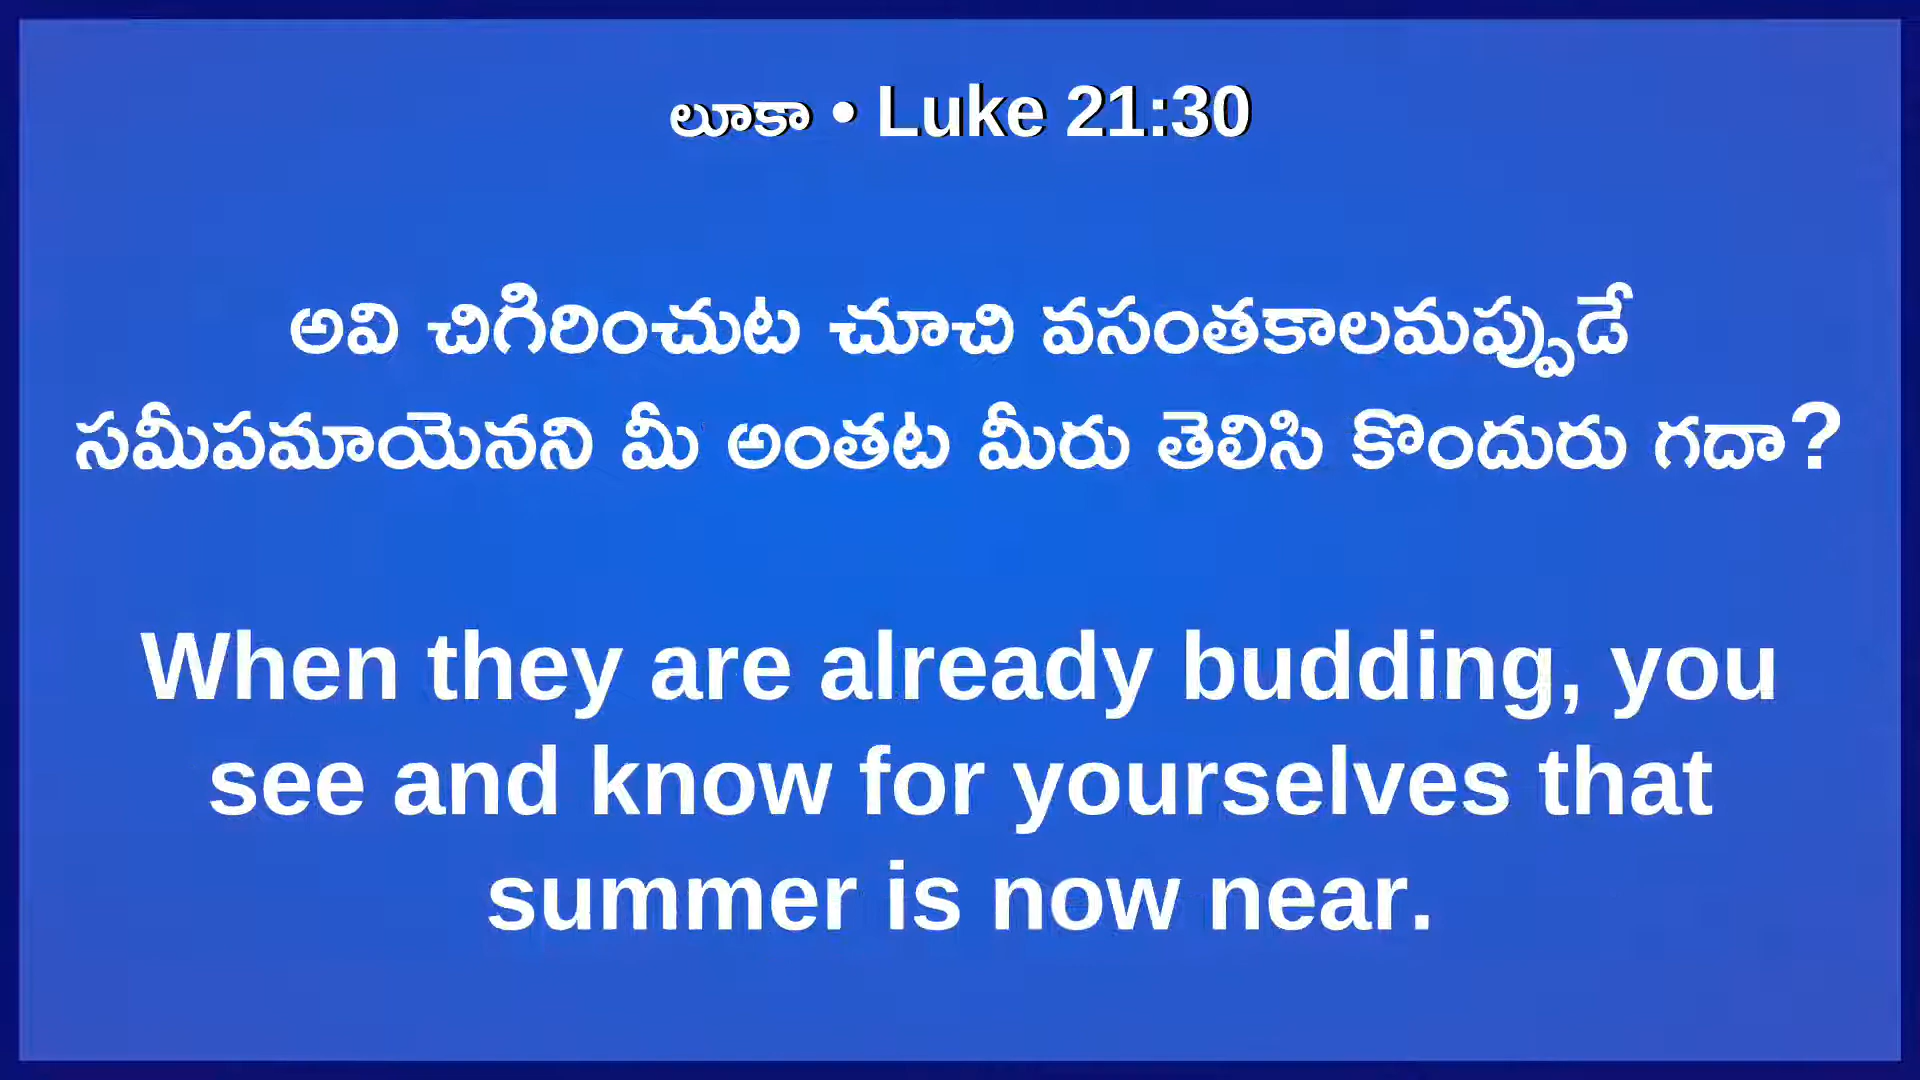 లూకా • Luke 21:30
అవి చిగిరించుట చూచి వసంతకాలమప్పుడే
సమీపమాయెనని మీ అంతట మీరు తెలిసి కొందురు గదా?
When they are already budding, you
see and know for yourselves that
summer is now near.